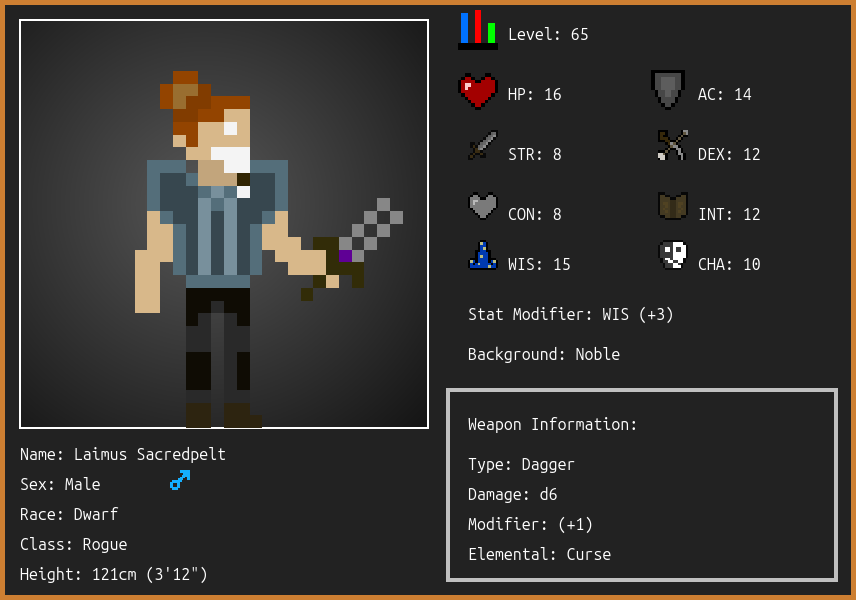 Level: 65
HP: 16
AC: 14
STR: 8
DEX: 12
CON: 8
INT: 12
WIS: 15
CHA: 10
Stat Modifier: WIS (+3)
Background: Noble
Weapon Information:
Type: Dagger
Damage: d6
Modifier: (+1)
Elemental: Curse
Name: Laimus Sacredpelt
Sex: Male
Race: Dwarf
Class: Rogue
Height: 121cm (3'12")